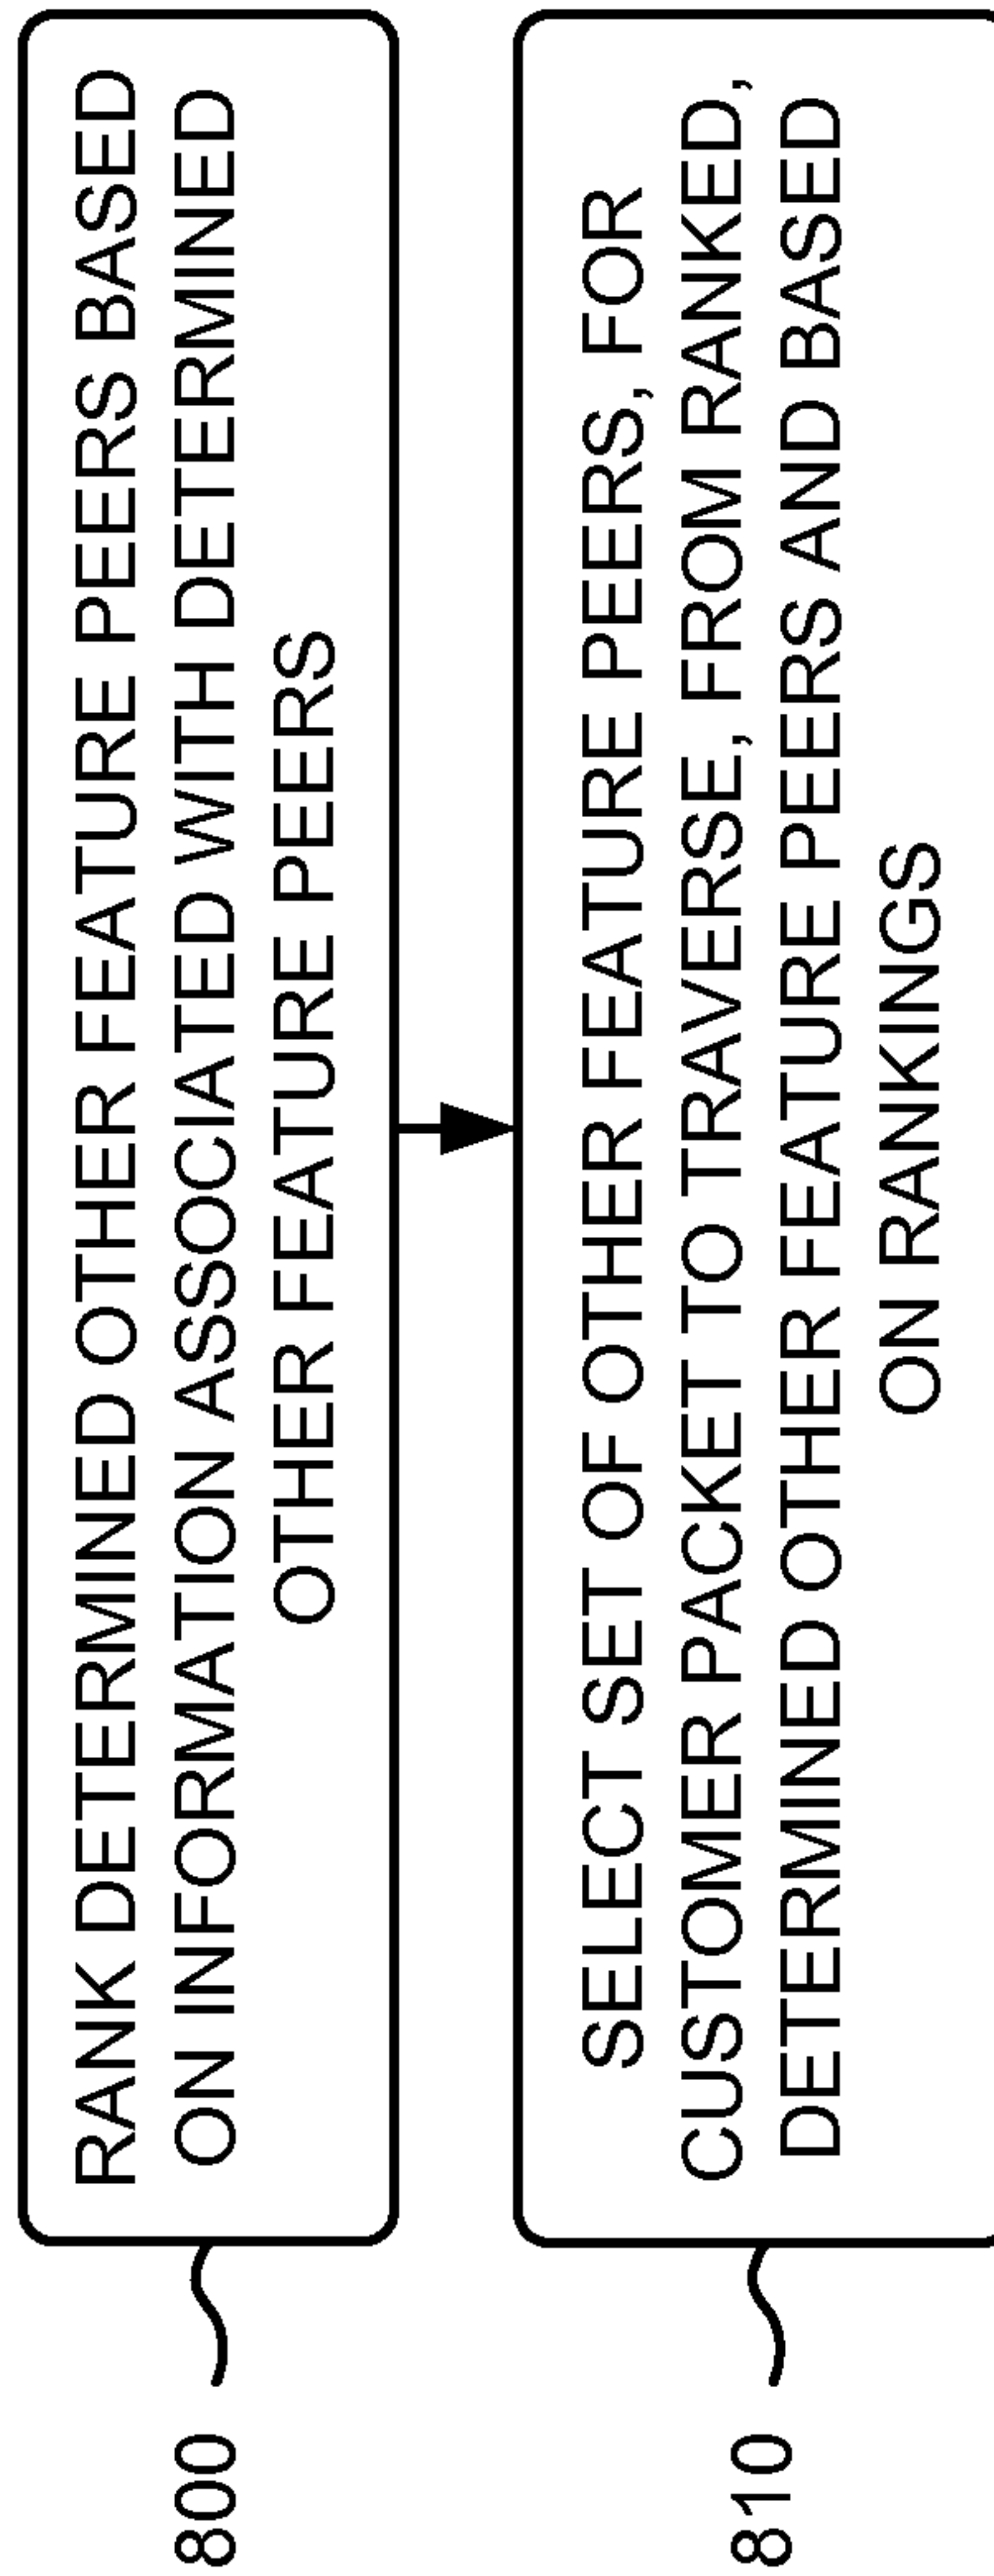 800
RANK DETERMINED OTHER FEATURE PEERS BASED
ON INFORMATION ASSOCIATED WITH DETERMINED
OTHER FEATURE PEERS
810
SELECT SET OF OTHER FEATURE PEERS, FOR
CUSTOMER PACKET TO TRAVERSE, FROM RANKED,
DETERMINED OTHER FEATURE PEERS AND BASED
ON RANKINGS